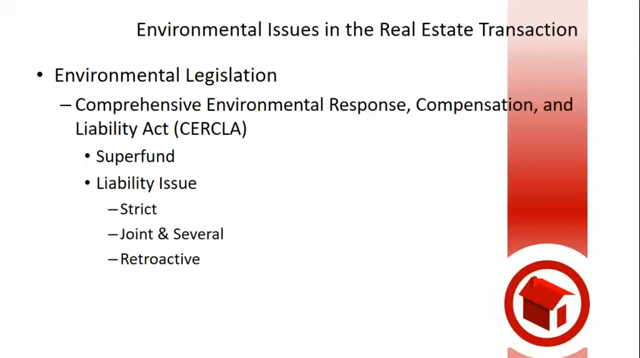 Environmental Issues in the Real Estate Transaction
• Environmental Legislation
– Comprehensive Environmental Response, Compensation, and
Liability Act (CERCLA)
• Superfund
• Liability Issue
– Strict
– Joint & Several
– Retroactive